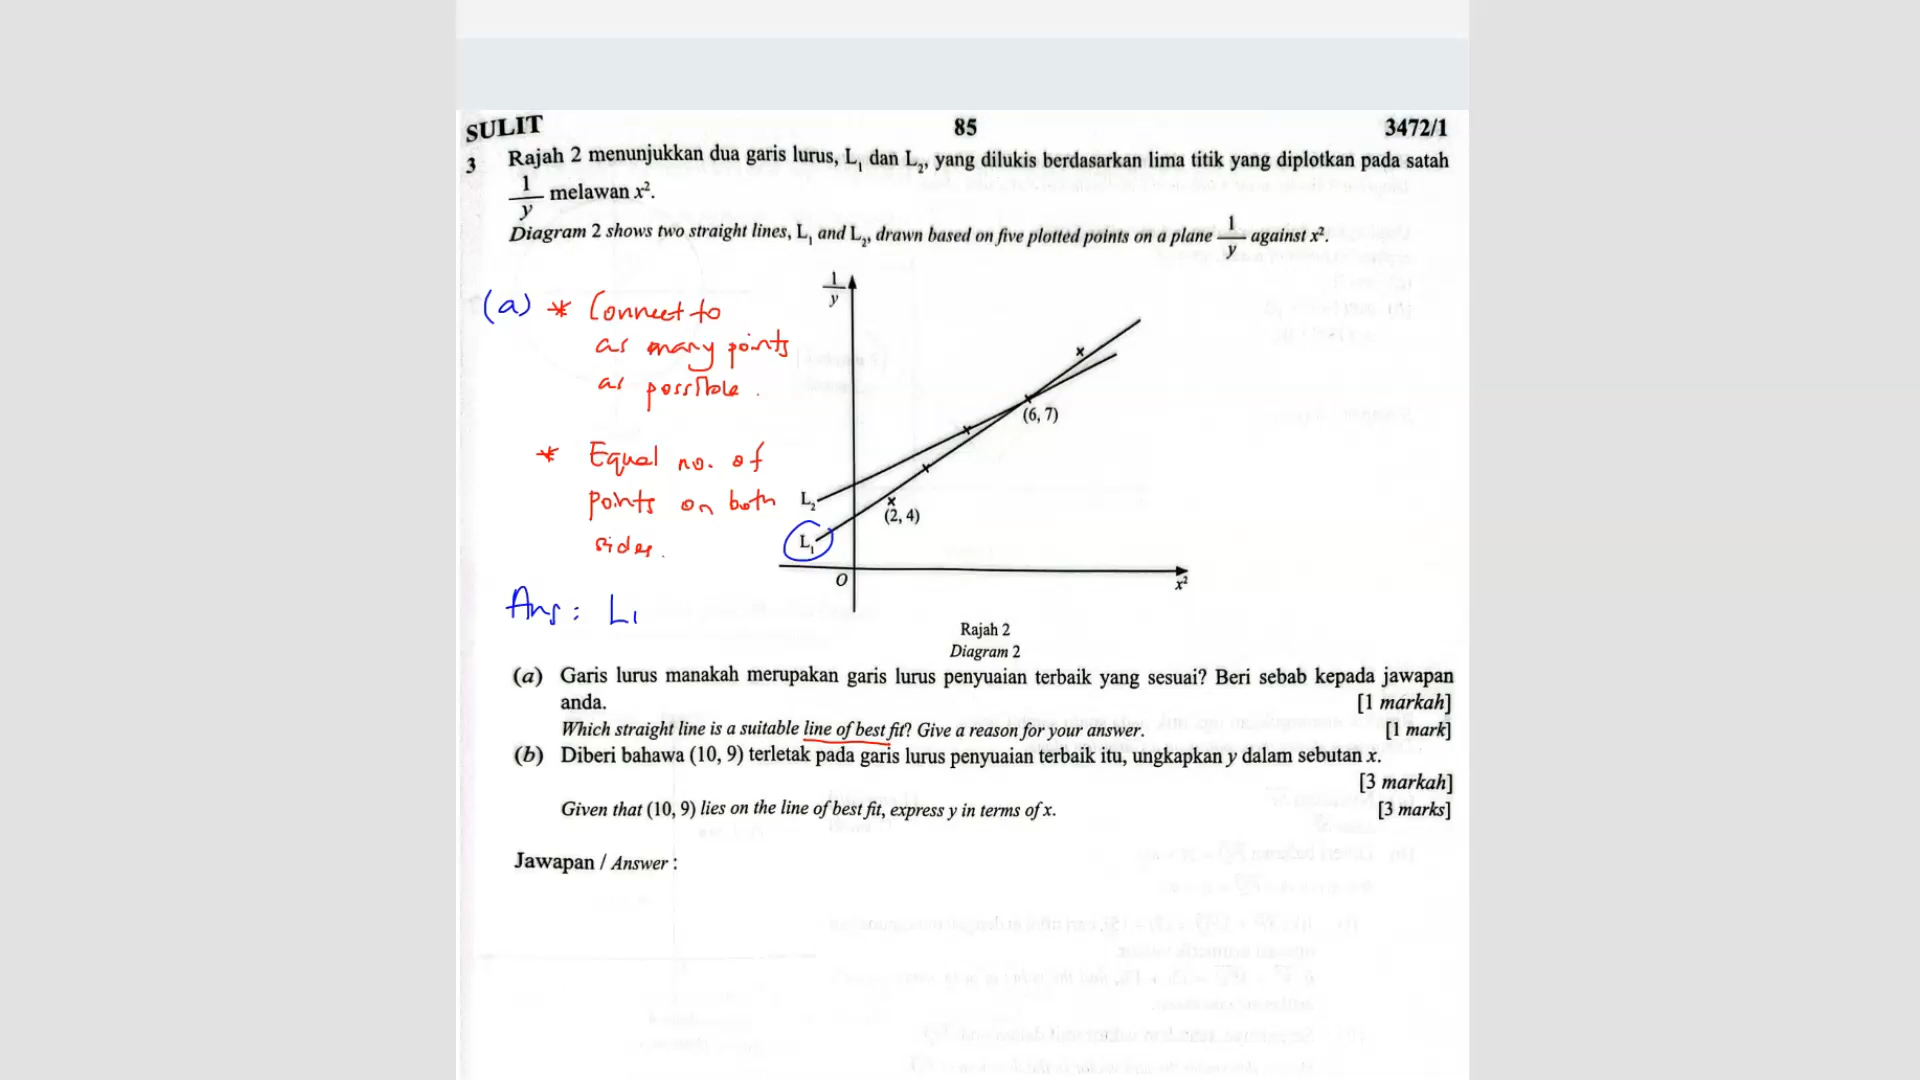 SULIT 85 3472/1
3 Rajah 2 menunjukkan dua garis lurus, L₁ dan L₂, yang dilukis berdasarkan lima titik yang diplotkan pada satah
1/y melawan x².
Diagram 2 shows two straight lines, L₁ and L₂, drawn based on five plotted points on a plane 1/y against x².
(a) * Connect to
as many points
as possible.
* Equal no. of
points on both
sides.
Ans: L₁
1/y
(6, 7)
L₂
(2, 4)
L₁
O
x²
Rajah 2
Diagram 2
(a) Garis lurus manakah merupakan garis lurus penyuaian terbaik yang sesuai? Beri sebab kepada jawapan
anda. [1 markah]
Which straight line is a suitable line of best fit? Give a reason for your answer. [1 mark]
(b) Diberi bahawa (10, 9) terletak pada garis lurus penyuaian terbaik itu, ungkapkan y dalam sebutan x.
[3 markah]
Given that (10, 9) lies on the line of best fit, express y in terms of x. [3 marks]
Jawapan / Answer :